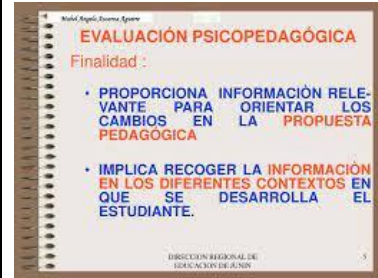 Mabel Angela Susana Aguirre
EVALUACIÓN PSICOPEDAGÓGICA
Finalidad :
• PROPORCIONA INFORMACIÓN RELE-
VANTE PARA ORIENTAR LOS
CAMBIOS EN LA PROPUESTA
PEDAGÓGICA
• IMPLICA RECOGER LA INFORMACIÓN
EN LOS DIFERENTES CONTEXTOS EN
QUE SE DESARROLLA EL
ESTUDIANTE.
DIRECCION REGIONAL DE
EDUCACION DE JUNIN
5